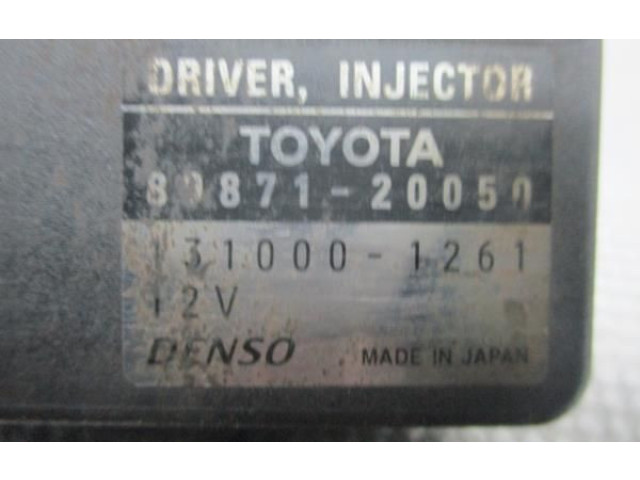 DRIVER, INJECTOR
TOYOTA
89871-20050
131000-1261
12V
DENSO MADE IN JAPAN